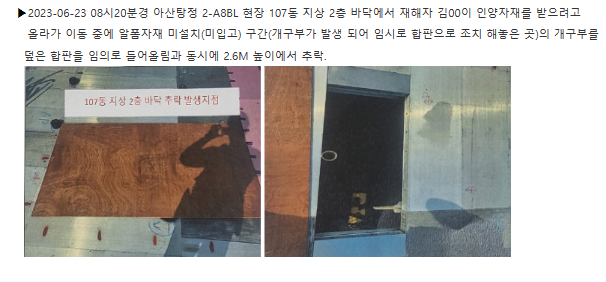 ▶2023-06-23 08시20분경 아산탕정 2-A8BL 현장 107동 지상 2층 바닥에서 재해자 김00이 인양자재를 받으려고
올라가 이동 중에 알폼자재 미설치(미입고) 구간(개구부가 발생 되어 임시로 합판으로 조치 해놓은 곳)의 개구부를
덮은 합판을 임의로 들어올림과 동시에 2.6M 높이에서 추락.
107동 지상 2층 바닥 추락 발생지점